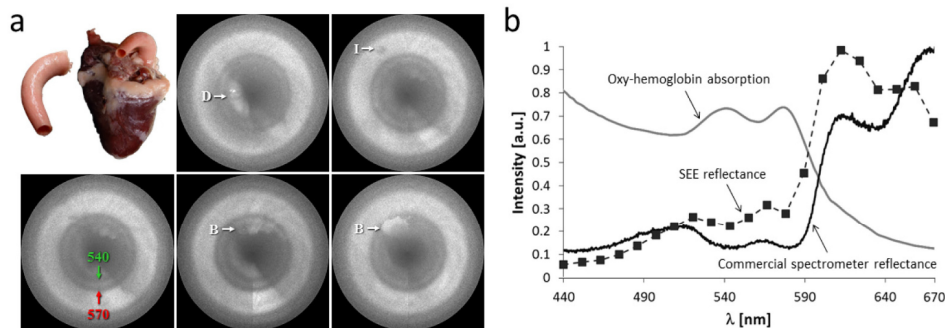 a
D
I
540
570
B
B
b
Intensity [a.u.]
1
0.9
0.8
0.7
0.6
0.5
0.4
0.3
0.2
0.1
0
Oxy-hemoglobin absorption
SEE reflectance
Commercial spectrometer reflectance
440 490 540 590 640 670
λ [nm]